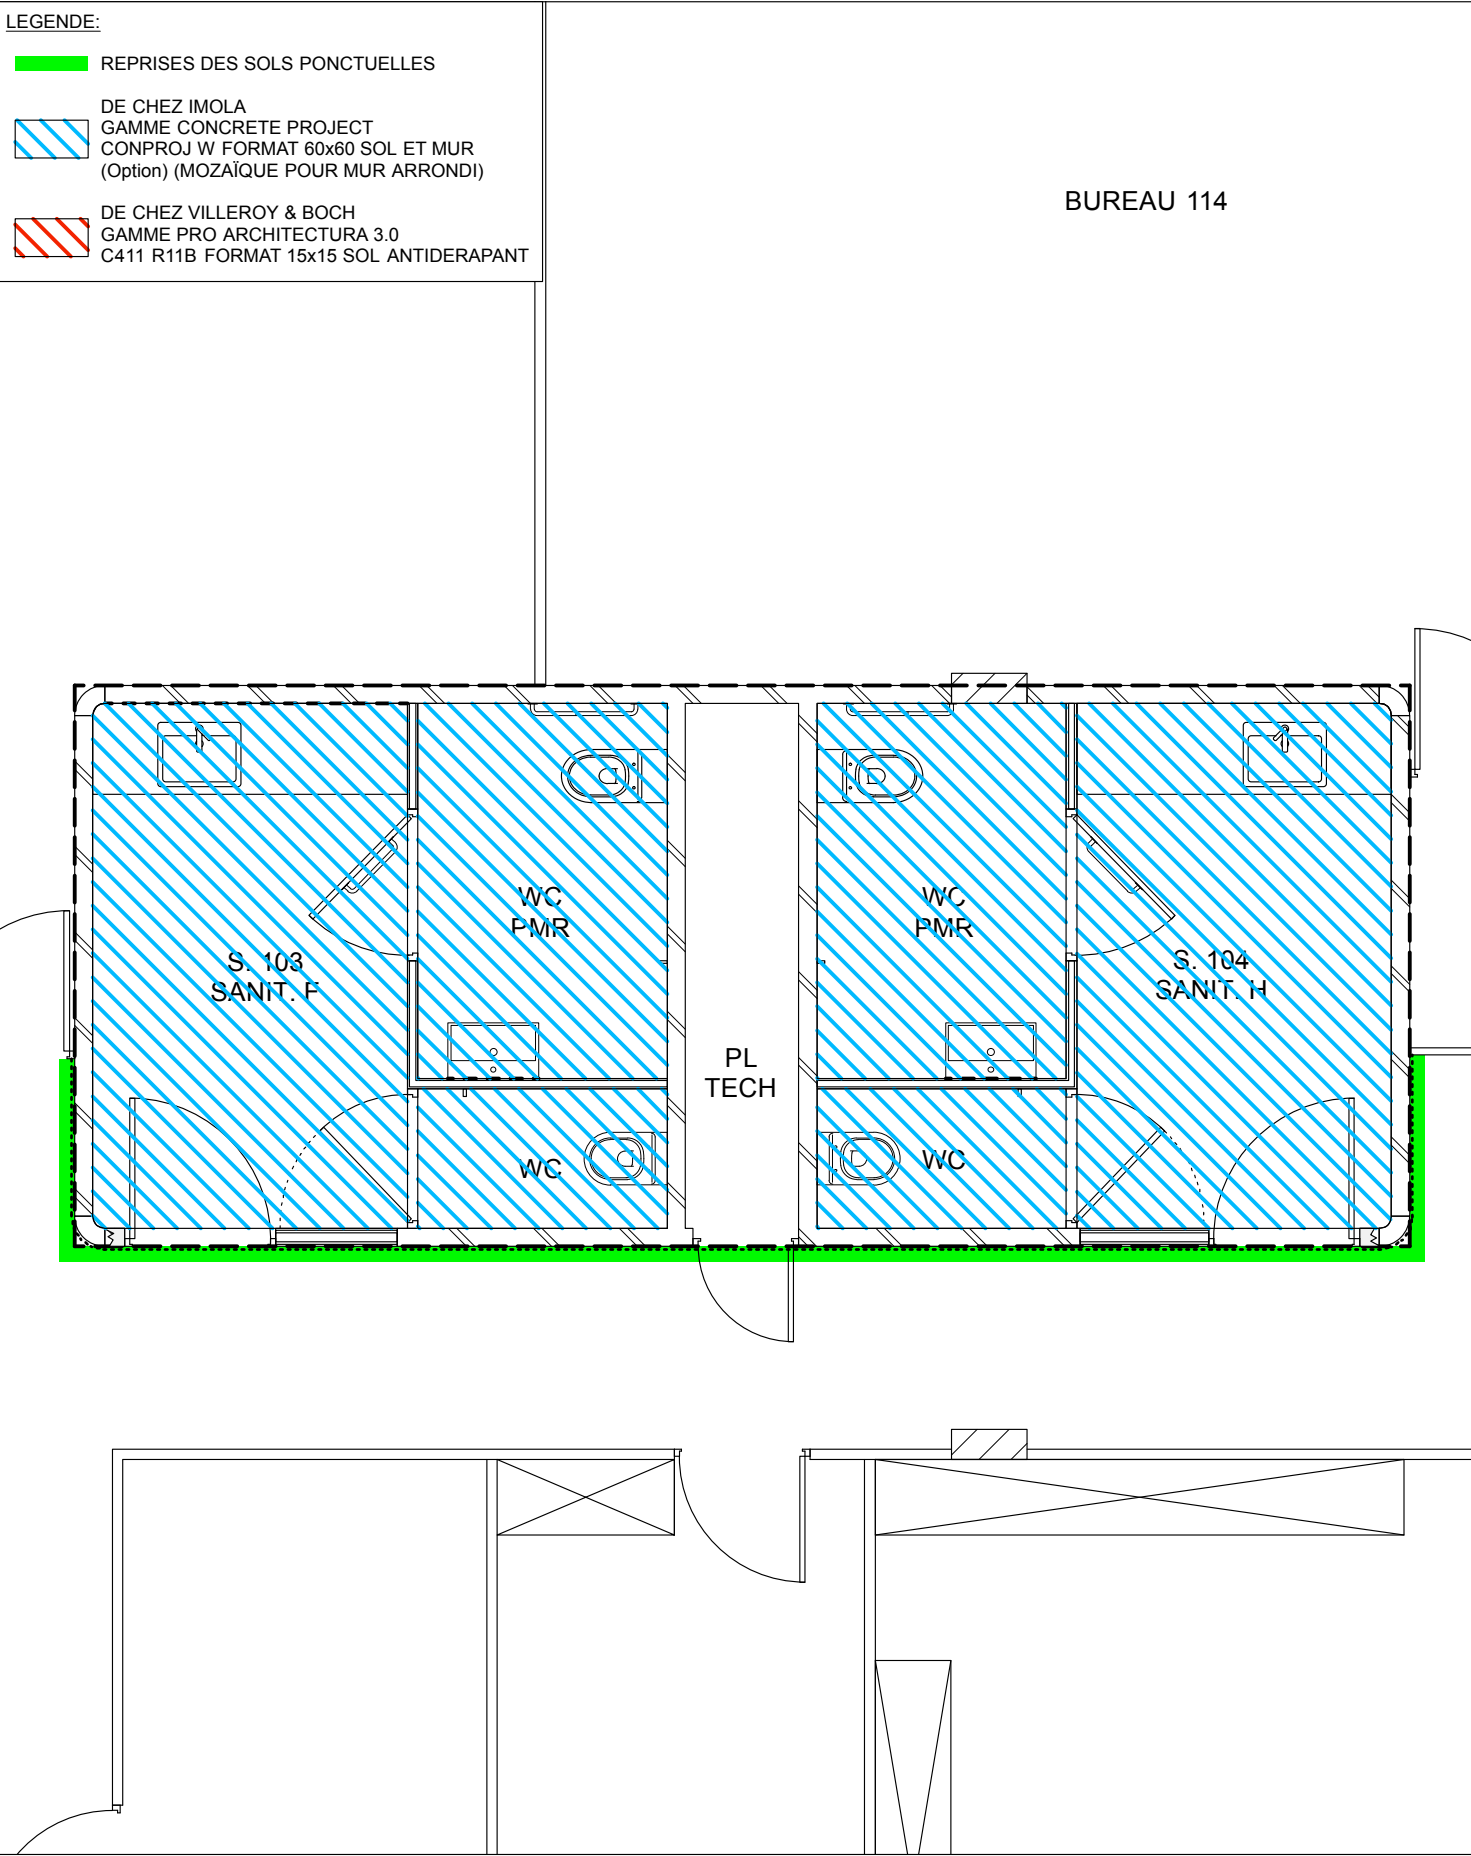 LEGENDE:
REPRISES DES SOLS PONCTUELLES
DE CHEZ IMOLA
GAMME CONCRETE PROJECT
CONPROJ W FORMAT 60x60 SOL ET MUR
(Option) (MOZAÏQUE POUR MUR ARRONDI)
DE CHEZ VILLEROY & BOCH
GAMME PRO ARCHITECTURA 3.0
C411 R11B FORMAT 15x15 SOL ANTIDERAPANT
BUREAU 114
WC
PMR
WC
PMR
S. 103
SANIT. F
S. 104
SANIT. H
PL
TECH
WC
WC